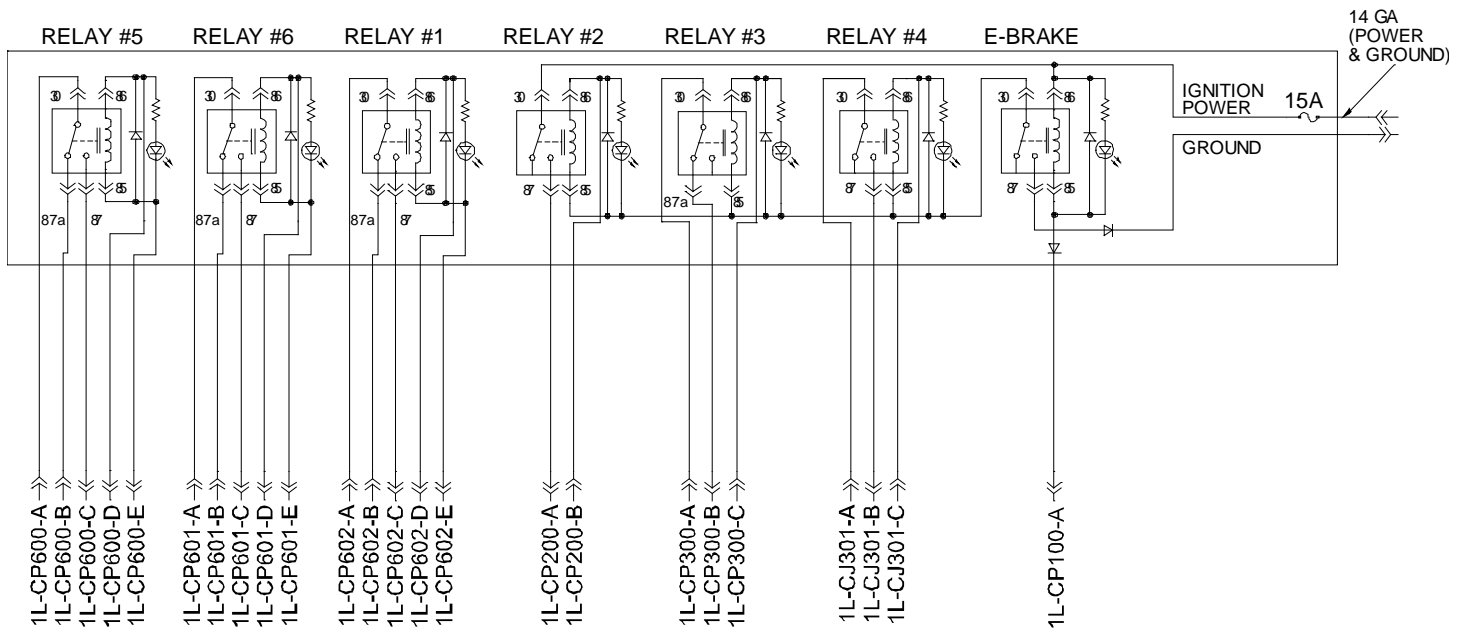 RELAY #5 RELAY #6 RELAY #1 RELAY #2 RELAY #3 RELAY #4 E-BRAKE
14 GA
(POWER
& GROUND)
30 86 30 86 30 86 30 86 30 86 30 86 30 86
IGNITION
POWER
15A
GROUND
85 85 85 87 85 85 87 85 87 85
87a 87 87a 87 87a 87 87a
1L-CP600-A
1L-CP600-B
1L-CP600-C
1L-CP600-D
1L-CP600-E
1L-CP601-A
1L-CP601-B
1L-CP601-C
1L-CP601-D
1L-CP601-E
1L-CP602-A
1L-CP602-B
1L-CP602-C
1L-CP602-D
1L-CP602-E
1L-CP200-A
1L-CP200-B
1L-CP300-A
1L-CP300-B
1L-CP300-C
1L-CJ301-A
1L-CJ301-B
1L-CJ301-C
1L-CP100-A